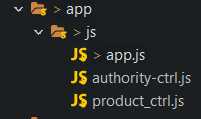 > app
> js
JS > app.js
JS authority-ctrl.js
JS product_ctrl.js